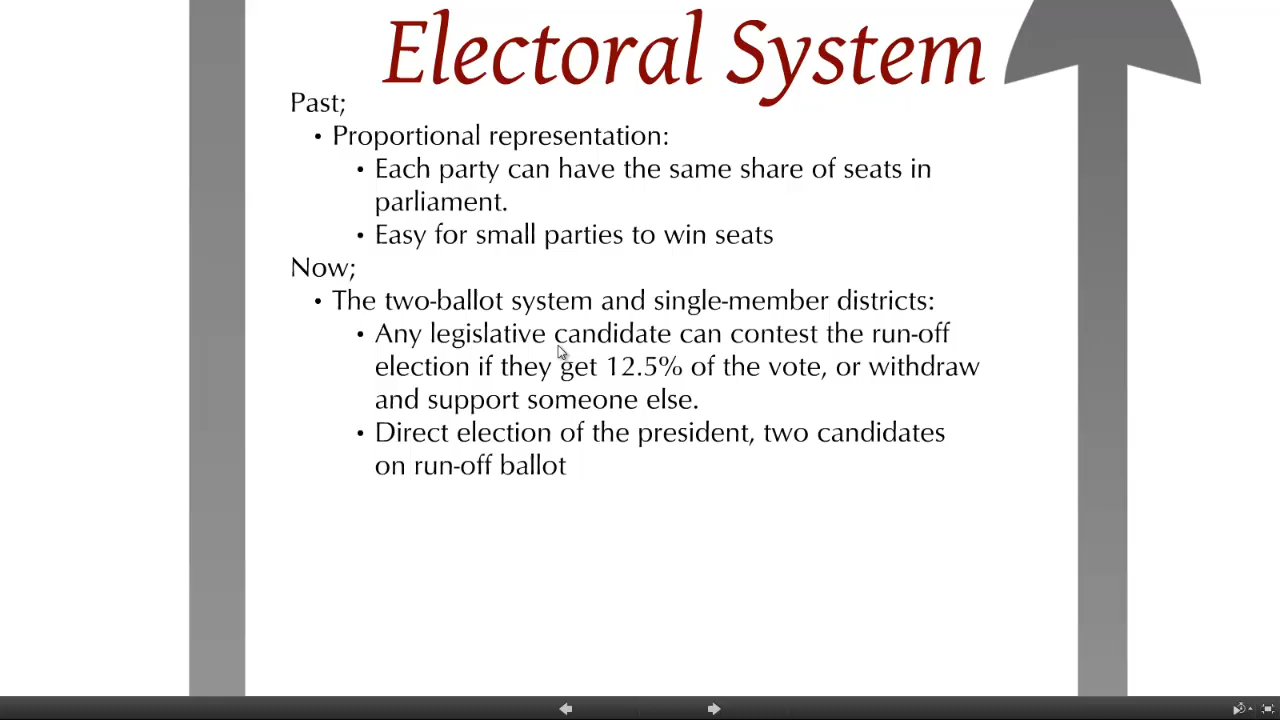 Electoral System
Past;
• Proportional representation:
• Each party can have the same share of seats in
parliament.
• Easy for small parties to win seats
Now;
• The two-ballot system and single-member districts:
• Any legislative candidate can contest the run-off
election if they get 12.5% of the vote, or withdraw
and support someone else.
• Direct election of the president, two candidates
on run-off ballot